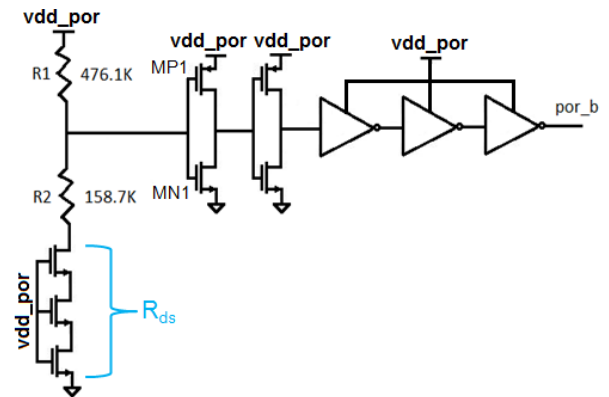 vdd_por
R1 476.1K
MP1
vdd_por vdd_por
vdd_por
por_b
MN1
R2 158.7K
vdd_por
Rds